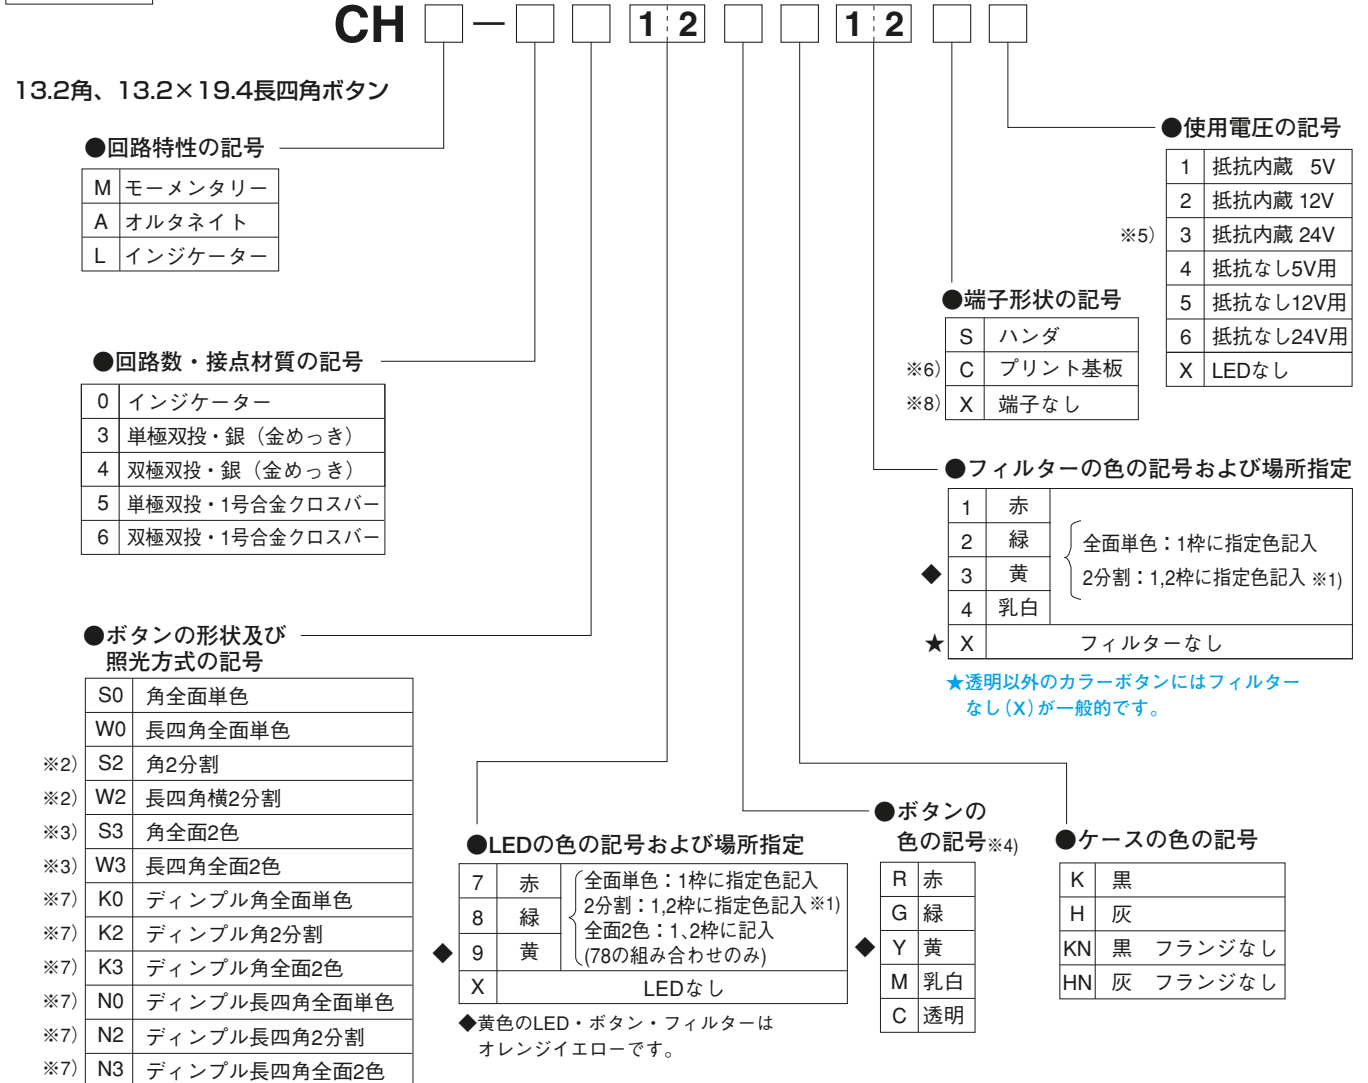 CH □ — □ □ 1 2 □ □ 1 2 □ □
13.2角、13.2×19.4長四角ボタン
●回路特性の記号
M モーメンタリー
A オルタネイト
L インジケーター
●回路数・接点材質の記号
0 インジケーター
3 単極双投・銀（金めっき）
4 双極双投・銀（金めっき）
5 単極双投・1号合金クロスバー
6 双極双投・1号合金クロスバー
●ボタンの形状及び
照光方式の記号
S0 角全面単色
W0 長四角全面単色
※2) S2 角2分割
※2) W2 長四角横2分割
※3) S3 角全面2色
※3) W3 長四角全面2色
※7) K0 ディンプル角全面単色
※7) K2 ディンプル角2分割
※7) K3 ディンプル角全面2色
※7) N0 ディンプル長四角全面単色
※7) N2 ディンプル長四角2分割
※7) N3 ディンプル長四角全面2色
●LEDの色の記号および場所指定
7 赤
8 緑
◆ 9 黄
全面単色：1枠に指定色記入
2分割：1,2枠に指定色記入※1)
全面2色：1、2枠に記入
(78の組み合わせのみ)
X LEDなし
◆黄色のLED・ボタン・フィルターは
オレンジイエローです。
●ボタンの
色の記号※4)
R 赤
G 緑
◆ Y 黄
M 乳白
C 透明
●ケースの色の記号
K 黒
H 灰
KN 黒 フランジなし
HN 灰 フランジなし
●フィルターの色の記号および場所指定
1 赤
2 緑
◆ 3 黄
4 乳白
全面単色：1枠に指定色記入
2分割：1,2枠に指定色記入 ※1)
★ X フィルターなし
★透明以外のカラーボタンにはフィルター
なし(X)が一般的です。
●端子形状の記号
S ハンダ
※6) C プリント基板
※8) X 端子なし
●使用電圧の記号
1 抵抗内蔵 5V
2 抵抗内蔵 12V
※5) 3 抵抗内蔵 24V
4 抵抗なし5V用
5 抵抗なし12V用
6 抵抗なし24V用
X LEDなし